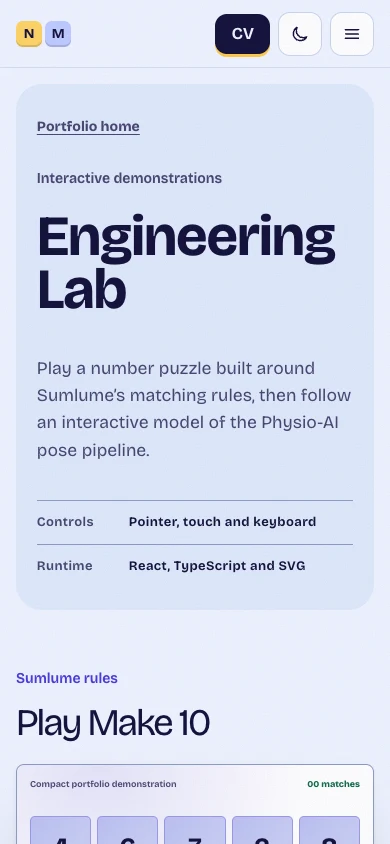 N M CV
Portfolio home
Interactive demonstrations
Engineering
Lab
Play a number puzzle built around
Sumlume's matching rules, then follow
an interactive model of the Physio-AI
pose pipeline.
Controls Pointer, touch and keyboard
Runtime React, TypeScript and SVG
Sumlume rules
Play Make 10
Compact portfolio demonstration 00 matches